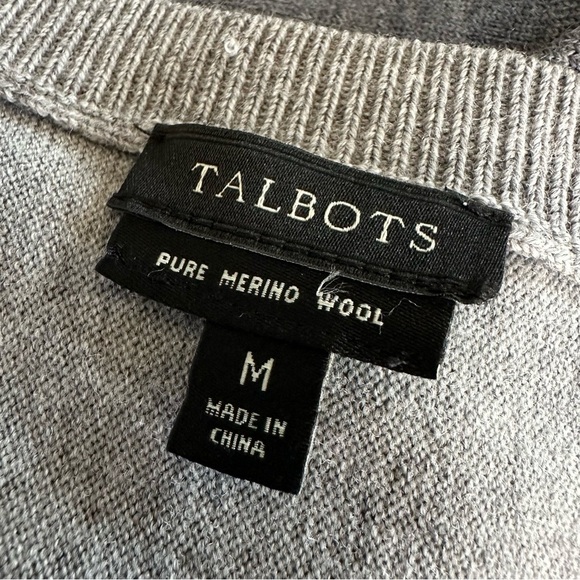 TALBOTS
PURE MERINO WOOL
M
MADE IN
CHINA